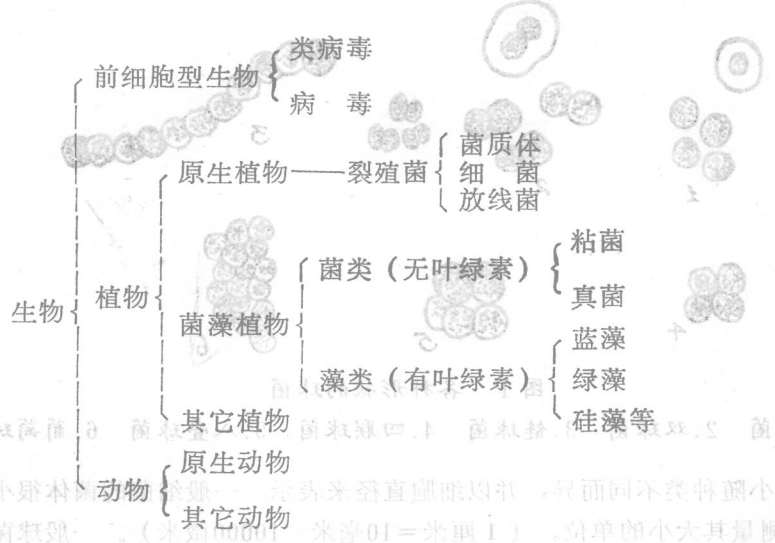 类病毒
前细胞型生物
病 毒
菌质体
原生植物——裂殖菌
细 菌
放线菌
粘菌
菌类（无叶绿素）
真菌
生物
植物
菌藻植物
蓝藻
藻类（有叶绿素）
绿藻
硅藻等
其它植物
原生动物
动物
其它动物